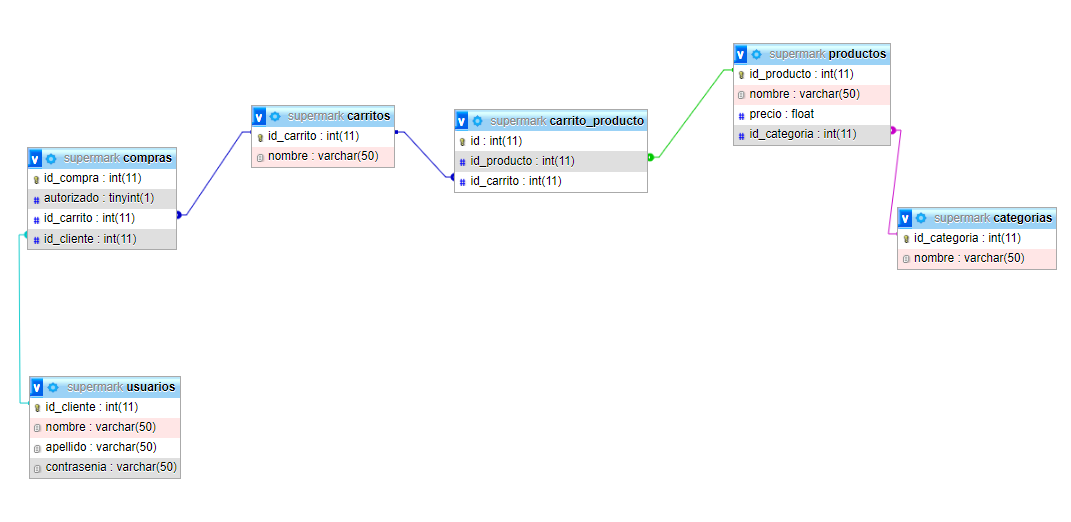 supermark compras
id_compra : int(11)
autorizado : tinyint(1)
id_carrito : int(11)
id_cliente : int(11)
supermark carritos
id_carrito : int(11)
nombre : varchar(50)
supermark carrito_producto
id : int(11)
id_producto : int(11)
id_carrito : int(11)
supermark productos
id_producto : int(11)
nombre : varchar(50)
precio : float
id_categoria : int(11)
supermark categorias
id_categoria : int(11)
nombre : varchar(50)
supermark usuarios
id_cliente : int(11)
nombre : varchar(50)
apellido : varchar(50)
contrasenia : varchar(50)